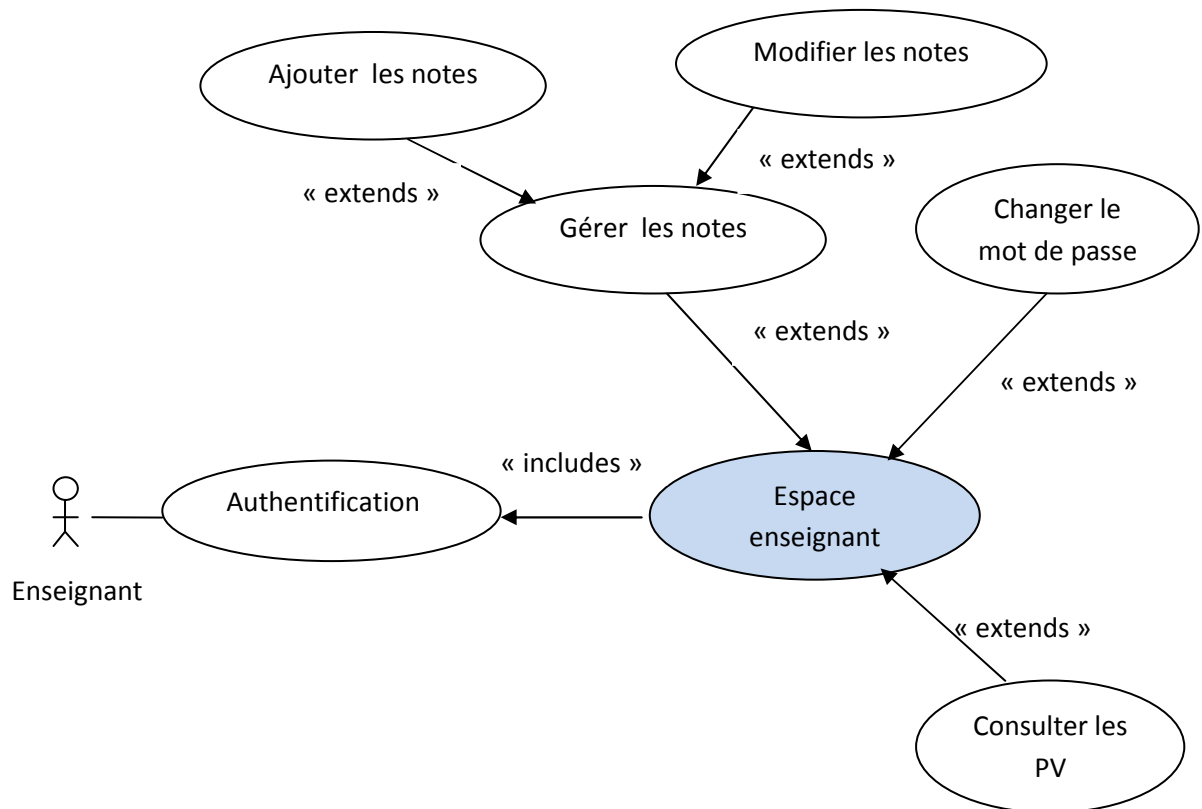 Modifier les notes
Ajouter les notes
« extends »
« extends »
Changer le
mot de passe
Gérer les notes
« extends »
« extends »
« includes »
Authentification
Espace
enseignant
Enseignant
« extends »
Consulter les
PV